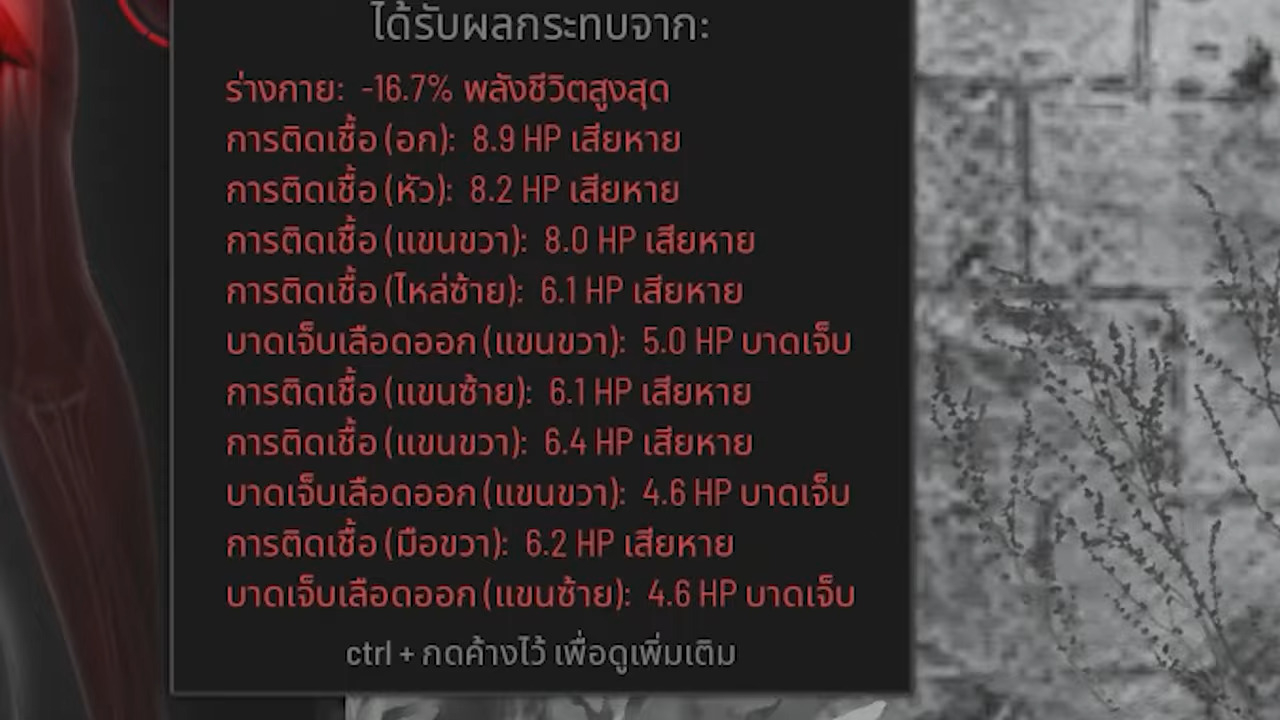 ได้รับผลกระทบจาก:
ร่างกาย: -16.7% พลังชีวิตสูงสุด
การติดเชื้อ (อก): 8.9 HP เสียหาย
การติดเชื้อ (หัว): 8.2 HP เสียหาย
การติดเชื้อ (แขนขวา): 8.0 HP เสียหาย
การติดเชื้อ (ไหล่ซ้าย): 6.1 HP เสียหาย
บาดเจ็บเลือดออก (แขนขวา): 5.0 HP บาดเจ็บ
การติดเชื้อ (แขนซ้าย): 6.1 HP เสียหาย
การติดเชื้อ (แขนขวา): 6.4 HP เสียหาย
บาดเจ็บเลือดออก (แขนขวา): 4.6 HP บาดเจ็บ
การติดเชื้อ (มือขวา): 6.2 HP เสียหาย
บาดเจ็บเลือดออก (แขนซ้าย): 4.6 HP บาดเจ็บ
ctrl + กดค้างไว้ เพื่อดูเพิ่มเติม